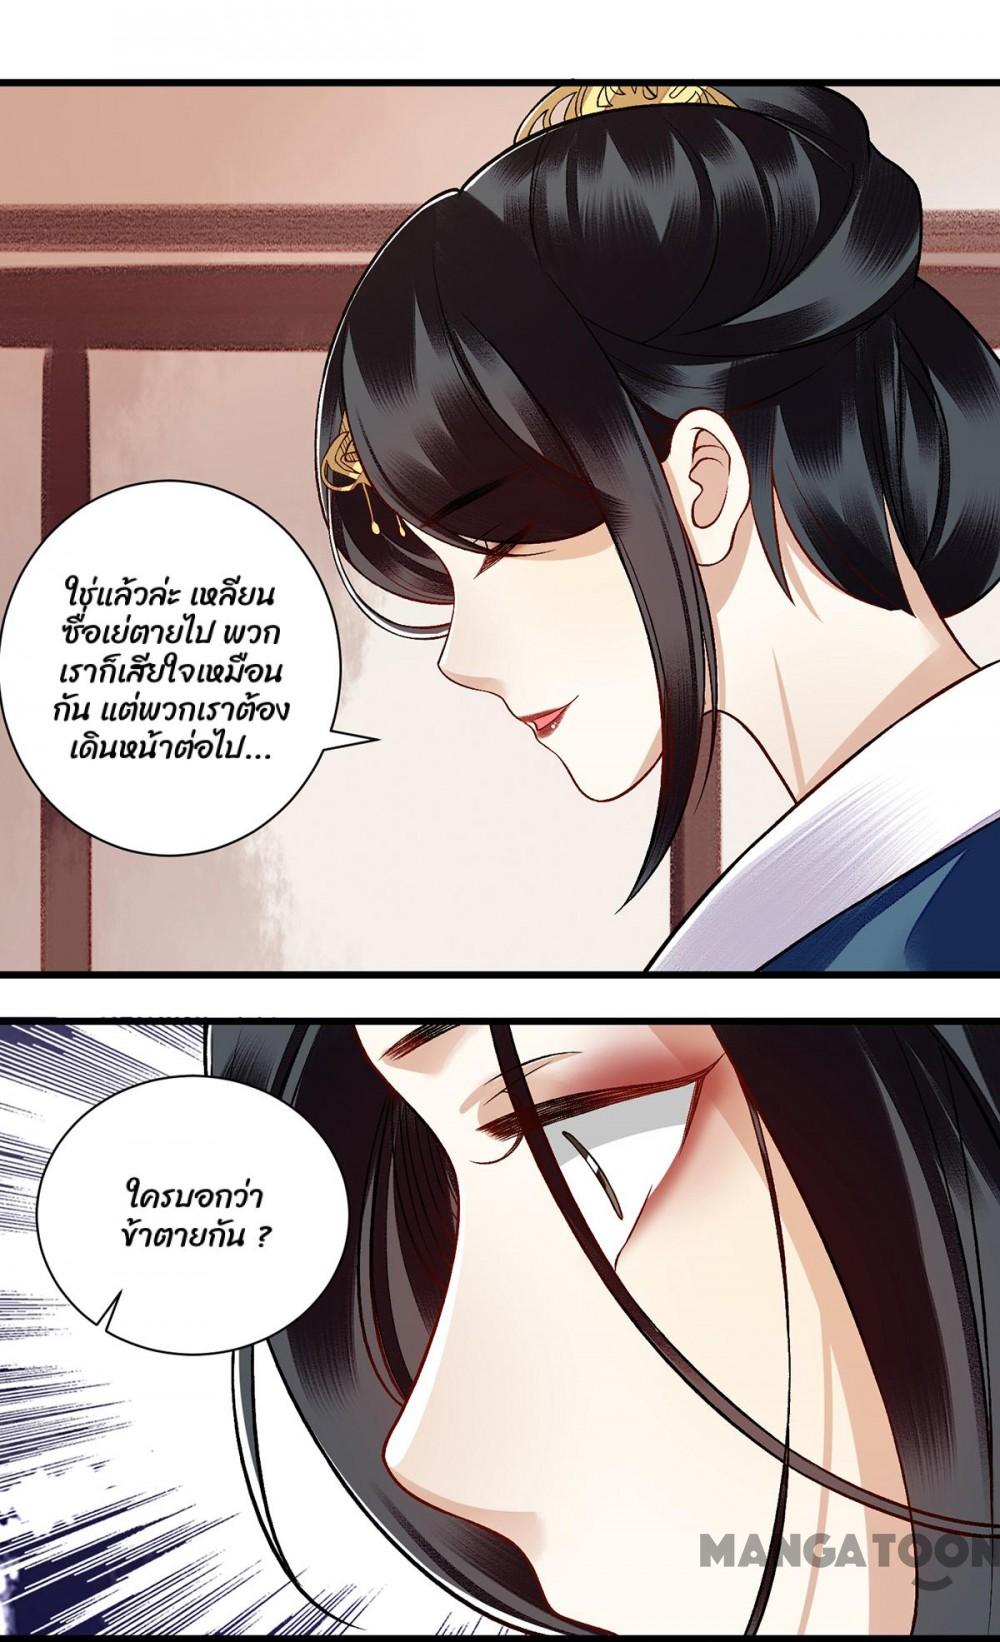 ใช่แล้วล่ะ เหลียน
ซื่อเย่ตายไป พวก
เราก็เสียใจเหมือน
กัน แต่พวกเราต้อง
เดินหน้าต่อไป...
ใครบอกว่า
ข้าตายกัน ?
MANGATOON